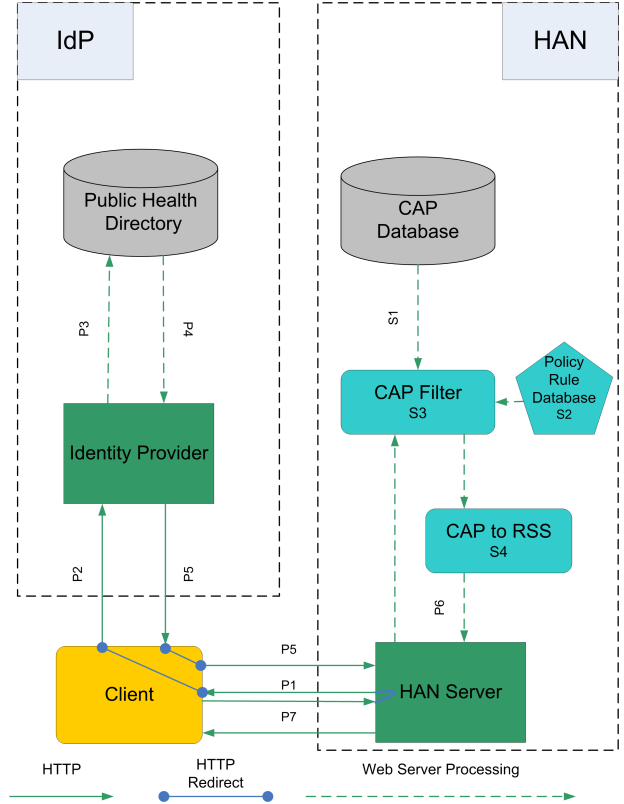 IdP
HAN
Public Health
Directory
CAP
Database
P3
P4
S1
Policy
Rule
Database
S2
CAP Filter
S3
Identity Provider
CAP to RSS
S4
P2
P5
P6
P5
Client
P1
HAN Server
P7
HTTP
HTTP
Redirect
Web Server Processing